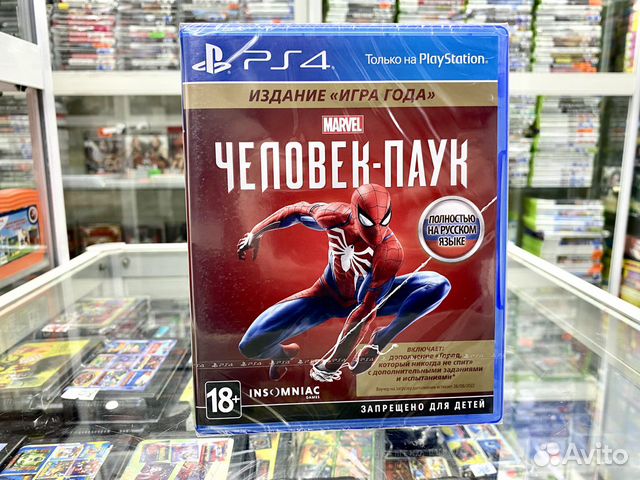 PS4
Только на PlayStation
ИЗДАНИЕ «ИГРА ГОДА»
MARVEL
ЧЕЛОВЕК-ПАУК
ПОЛНОСТЬЮ
НА РУССКОМ
ЯЗЫКЕ
ВКЛЮЧАЕТ:
дополнение «Город,
который никогда не спит»
с дополнительными заданиями
и испытаниями*
18+
INSOMNIAC
GAMES
ЗАПРЕЩЕНО ДЛЯ ДЕТЕЙ
Avito